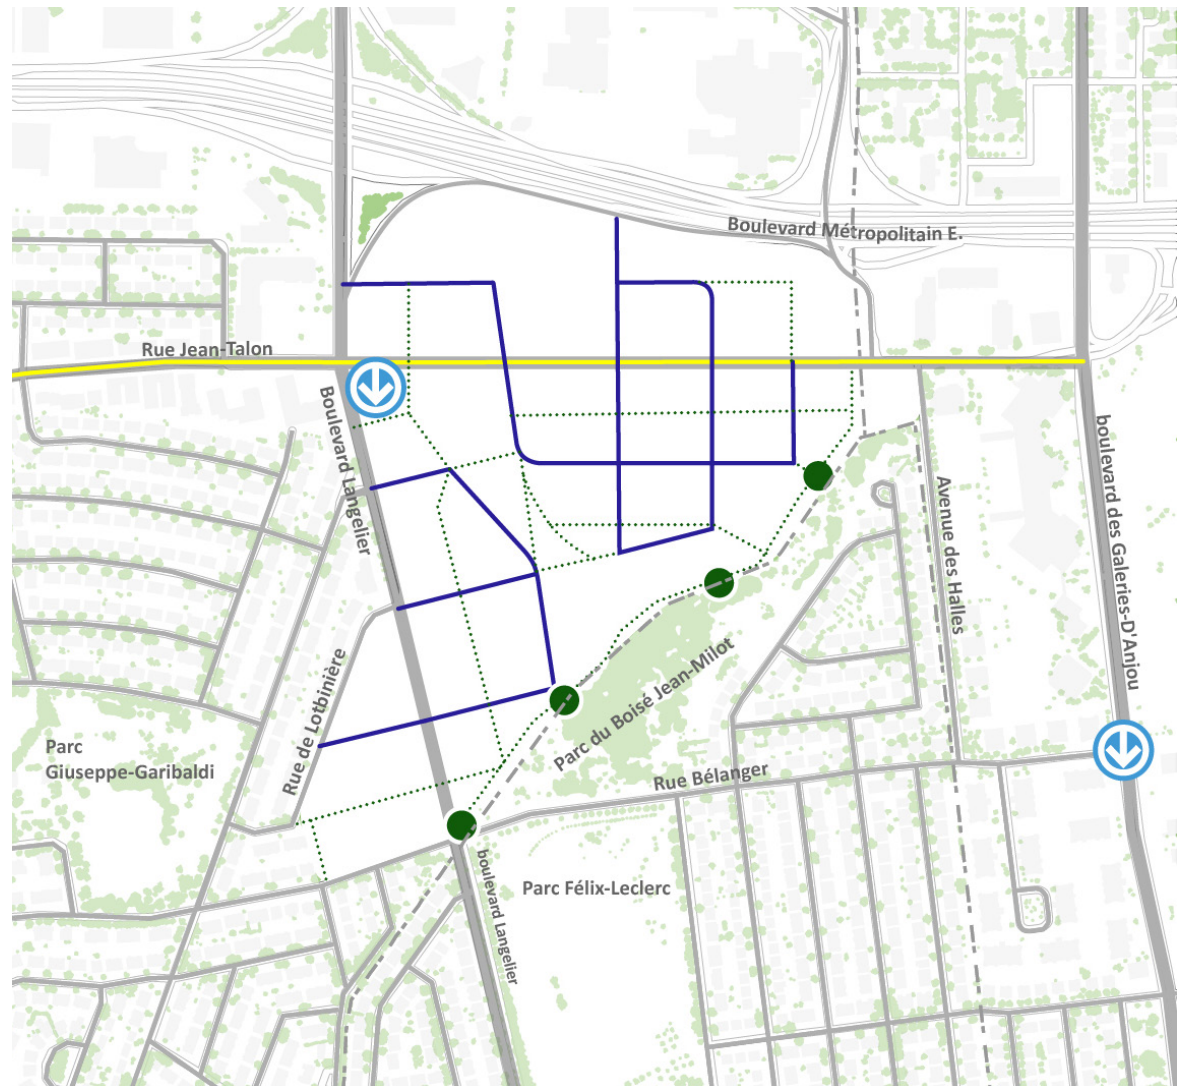 Boulevard Métropolitain E.
Rue Jean-Talon
Boulevard Langelier
boulevard des Galeries-D'Anjou
Avenue des Halles
Rue de Lotbinière
Parc du Boisé Jean-Milot
Parc
Giuseppe-Garibaldi
Rue Bélanger
boulevard Langelier
Parc Félix-Leclerc